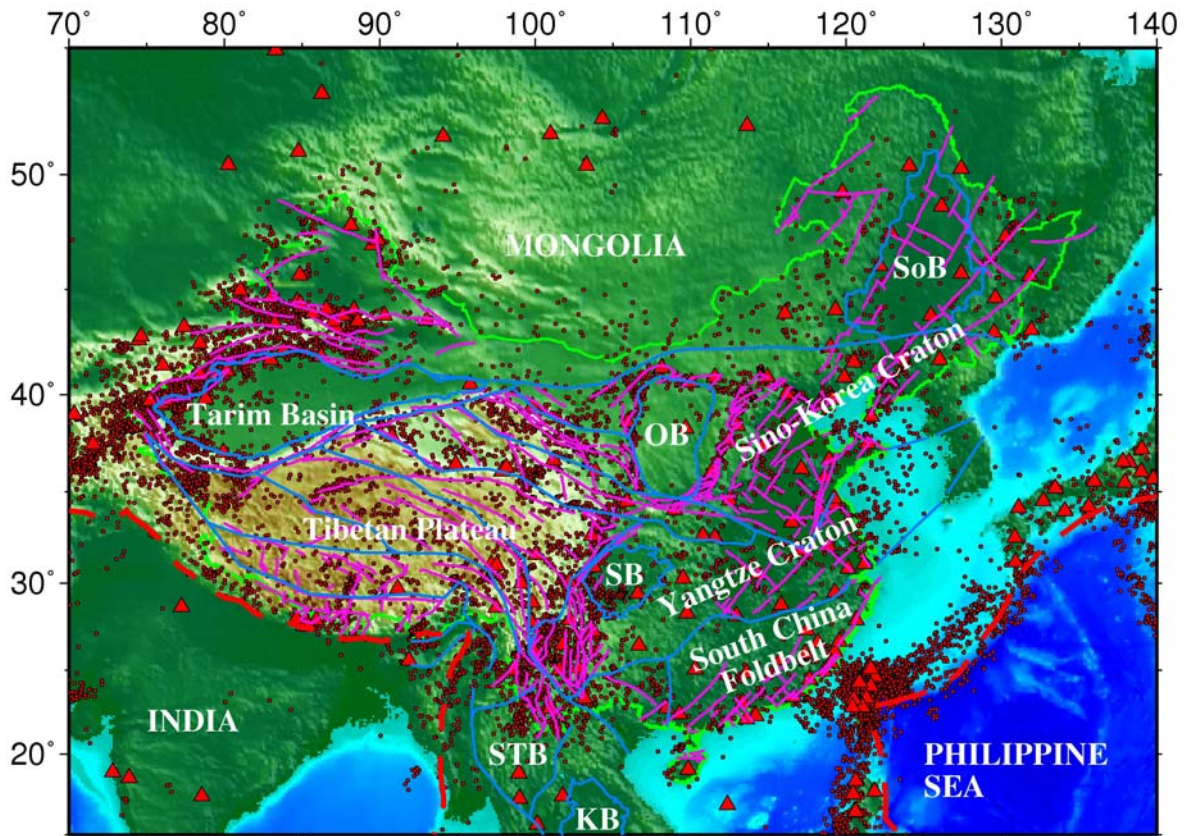 70° 80° 90° 100° 110° 120° 130° 140°
50°
MONGOLIA
SoB
40°
Tarim Basin
OB
Sino-Korea Craton
Tibetan Plateau
30°
SB
Yangtze Craton
South China
Foldbelt
INDIA
20°
STB
PHILIPPINE
SEA
KB